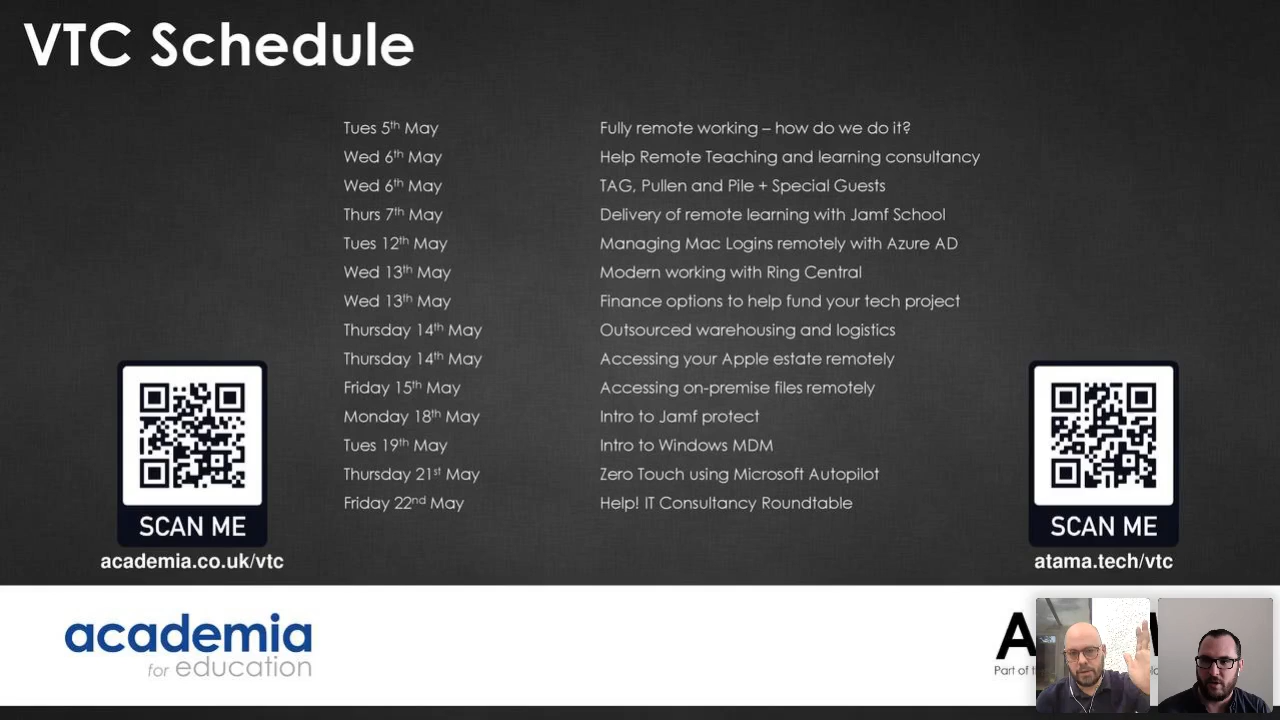 VTC Schedule
Tues 5th May Fully remote working – how do we do it?
Wed 6th May Help Remote Teaching and learning consultancy
Wed 6th May TAG, Pullen and Pile + Special Guests
Thurs 7th May Delivery of remote learning with Jamf School
Tues 12th May Managing Mac Logins remotely with Azure AD
Wed 13th May Modern working with Ring Central
Wed 13th May Finance options to help fund your tech project
Thursday 14th May Outsourced warehousing and logistics
Thursday 14th May Accessing your Apple estate remotely
Friday 15th May Accessing on-premise files remotely
Monday 18th May Intro to Jamf protect
Tues 19th May Intro to Windows MDM
Thursday 21st May Zero Touch using Microsoft Autopilot
Friday 22nd May Help! IT Consultancy Roundtable
SCAN ME
academia.co.uk/vtc
SCAN ME
atama.tech/vtc
academia
for education
A
Part of